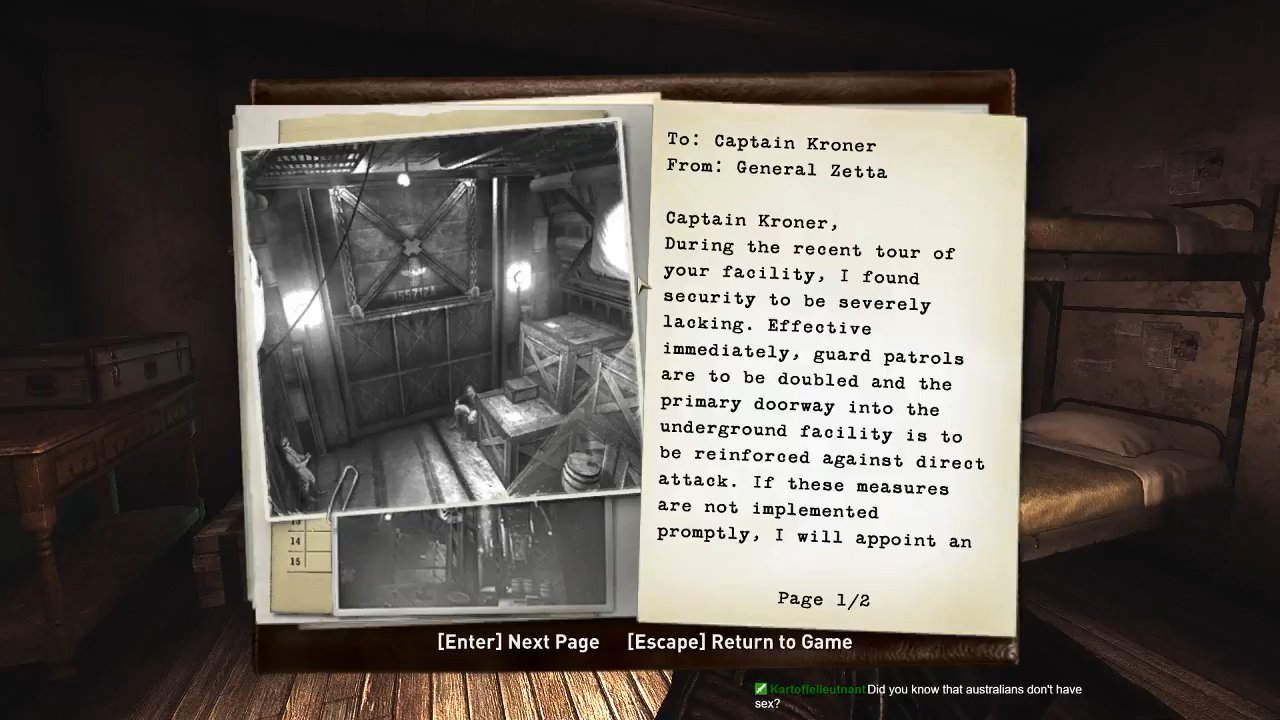 To: Captain Kroner
From: General Zetta
Captain Kroner,
During the recent tour of
your facility, I found
security to be severely
lacking. Effective
immediately, guard patrols
are to be doubled and the
primary doorway into the
underground facility is to
be reinforced against direct
attack. If these measures
are not implemented
promptly, I will appoint an
Page 1/2
13
14
15
[Enter] Next Page [Escape] Return to Game
Kartoffelleutnant Did you know that australians don't have
sex?